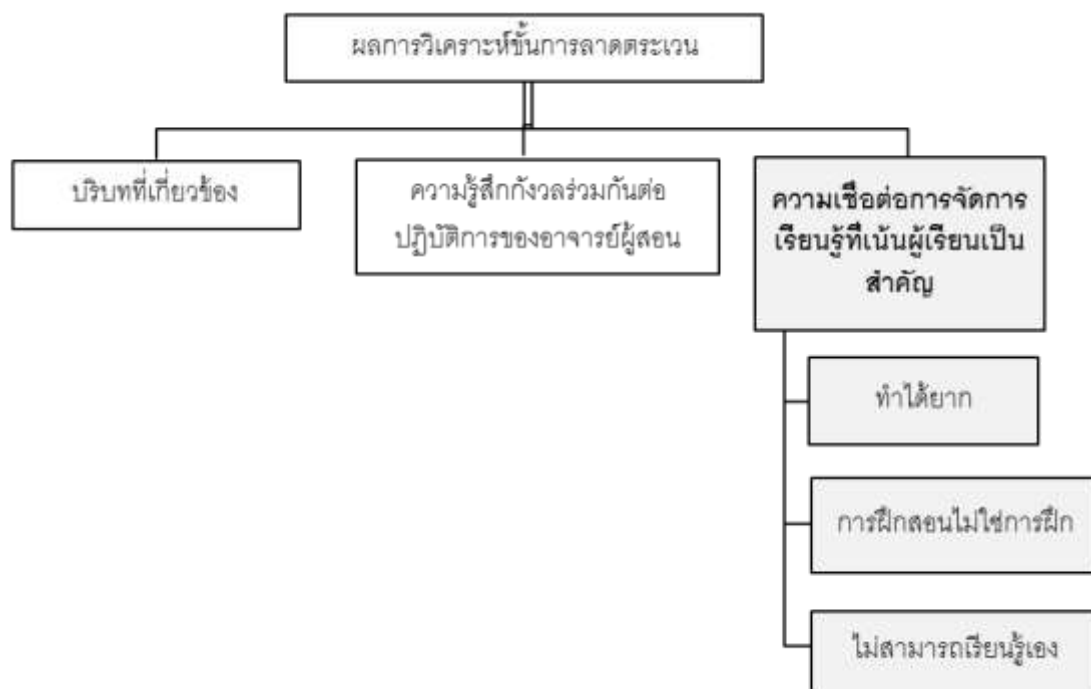 ผลการวิเคราะห์ขั้นการลาดตระเวน
บริบทที่เกี่ยวข้อง
ความรู้สึกกังวลร่วมกันต่อ
ปฏิบัติการของอาจารย์ผู้สอน
ความเชื่อต่อการจัดการ
เรียนรู้ที่เน้นผู้เรียนเป็น
สำคัญ
ทำได้ยาก
การฝึกสอนไม่ใช่การฝึก
ไม่สามารถเรียนรู้เอง